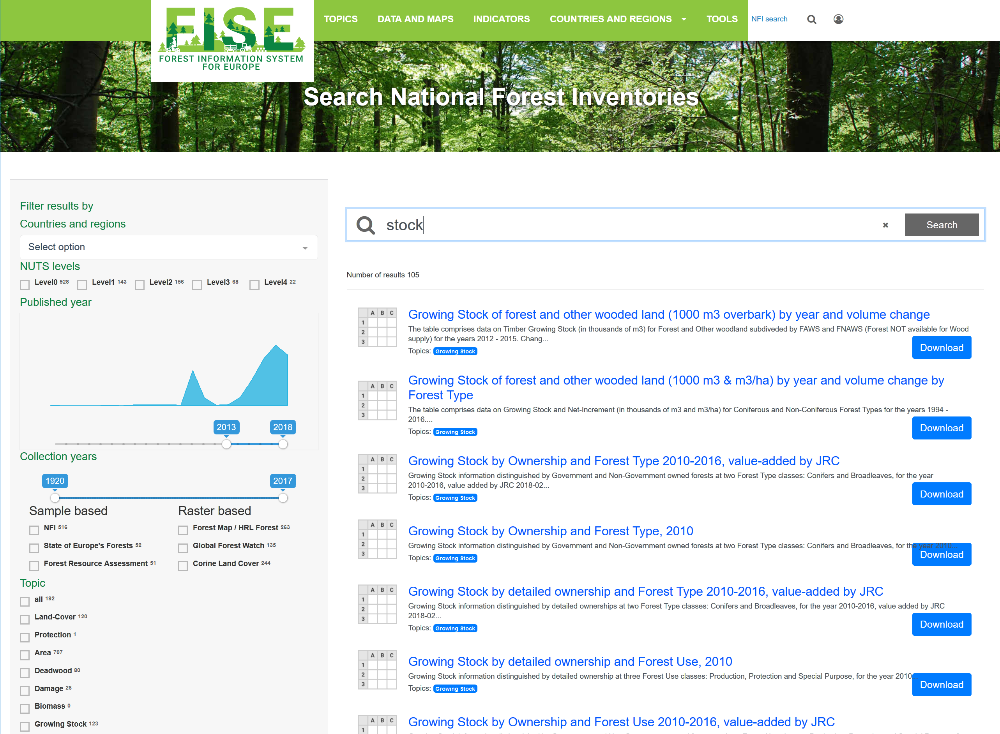 FISE
FOREST INFORMATION SYSTEM
FOR EUROPE
TOPICS DATA AND MAPS INDICATORS COUNTRIES AND REGIONS TOOLS NFI search
Search National Forest Inventories
Filter results by
Countries and regions
Select option
NUTS levels
Level0 928 Level1 143 Level2 156 Level3 68 Level4 22
Published year
2013 2018
Collection years
1920 2017
Sample based
NFI 516
State of Europe's Forests 52
Forest Resource Assessment 51
Raster based
Forest Map / HRL Forest 263
Global Forest Watch 135
Corine Land Cover 244
Topic
all 192
Land-Cover 120
Protection 1
Area 707
Deadwood 80
Damage 26
Biomass 0
Growing Stock 123
stock
Search
Number of results 105
A B C
1
2
3
Growing Stock of forest and other wooded land (1000 m3 overbark) by year and volume change
The table comprises data on Timber Growing Stock (in thousands of m3) for Forest and Other woodland subdiveded by FAWS and FNAWS (Forest NOT available for Wood
supply) for the years 2012 - 2015. Chang...
Topics: Growing Stock
Download
A B C
1
2
3
Growing Stock of forest and other wooded land (1000 m3 & m3/ha) by year and volume change by
Forest Type
The table comprises data on Growing Stock and Net-Increment (in thousands of m3 and m3/ha) for Coniferous and Non-Coniferous Forest Types for the years 1994 -
2016....
Topics: Growing Stock
Download
A B C
1
2
3
Growing Stock by Ownership and Forest Type 2010-2016, value-added by JRC
Growing Stock information distinguished by Government and Non-Government owned forests at two Forest Type classes: Conifers and Broadleaves, for the year
2010-2016, value added by JRC 2018-02...
Topics: Growing Stock
Download
A B C
1
2
3
Growing Stock by Ownership and Forest Type, 2010
Growing Stock information distinguished by Government and Non-Government owned forests at two Forest Type classes: Conifers and Broadleaves, for the year 2010...
Topics: Growing Stock
Download
A B C
1
2
3
Growing Stock by detailed ownership and Forest Type 2010-2016, value-added by JRC
Growing Stock information distinguished by detailed ownerships at two Forest Type classes: Conifers and Broadleaves, for the year 2010-2016, value added by JRC
2018-02...
Topics: Growing Stock
Download
A B C
1
2
3
Growing Stock by detailed ownership and Forest Use, 2010
Growing Stock information distinguished by detailed ownership at three Forest Use classes: Production, Protection and Special Purpose, for the year 2010...
Topics: Growing Stock
Download
A B C
1
Growing Stock by Ownership and Forest Use 2010-2016, value-added by JRC